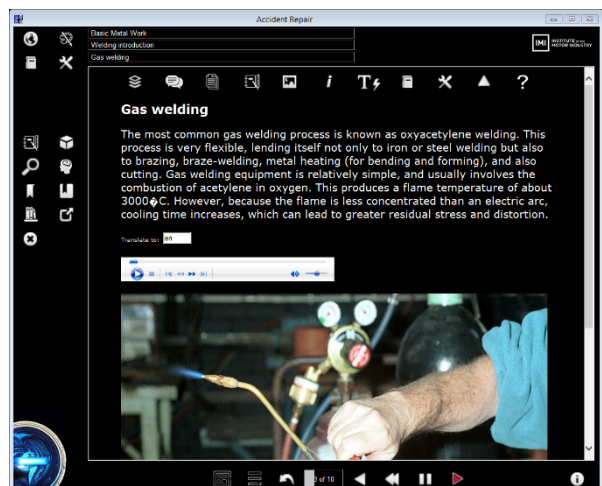 Accident Repair
Basic Metal Work
Welding introduction
Gas welding
IMI INSTITUTE OF THE
MOTOR INDUSTRY
Gas welding
The most common gas welding process is known as oxyacetylene welding. This
process is very flexible, lending itself not only to iron or steel welding but also
to brazing, braze-welding, metal heating (for bending and forming), and also
cutting. Gas welding equipment is relatively simple, and usually involves the
combustion of acetylene in oxygen. This produces a flame temperature of about
3000�C. However, because the flame is less concentrated than an electric arc,
cooling time increases, which can lead to greater residual stress and distortion.
Translate to: en
3 of 10